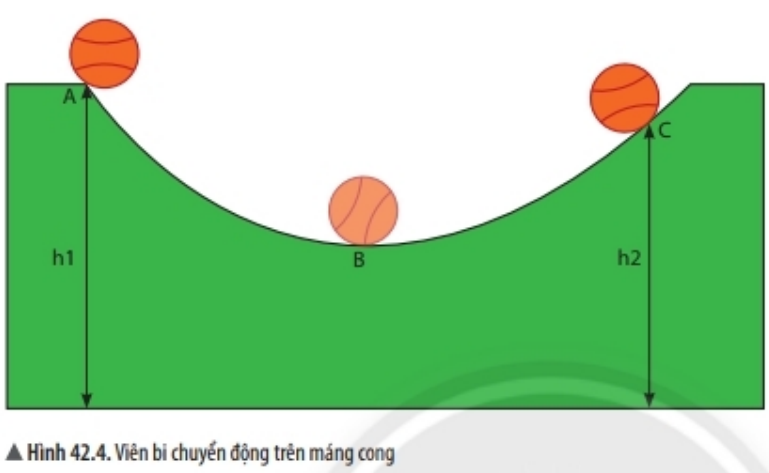 A
C
h1
B
h2
▲ Hình 42.4. Viên bi chuyển động trên máng cong